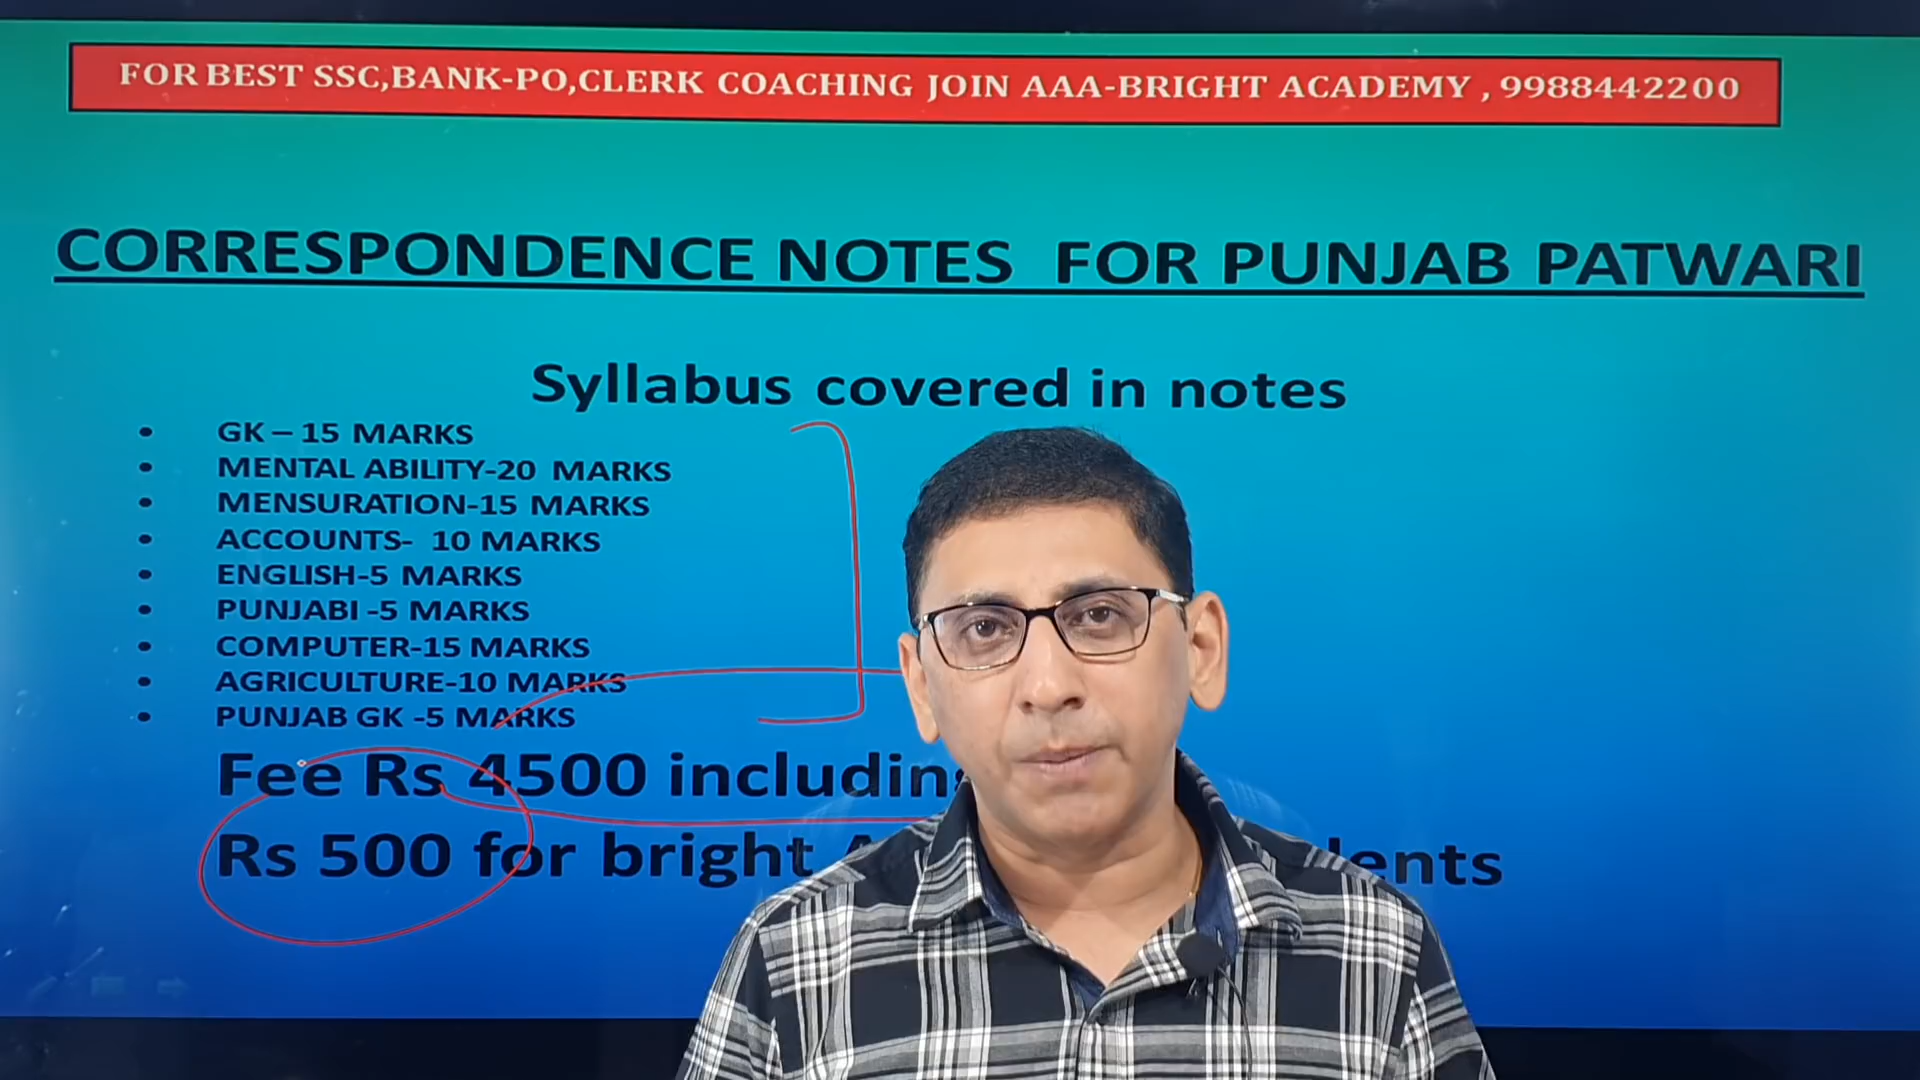 FOR BEST SSC,BANK-PO,CLERK COACHING JOIN AAA-BRIGHT ACADEMY , 9988442200
CORRESPONDENCE NOTES FOR PUNJAB PATWARI
Syllabus covered in notes
• GK – 15 MARKS
• MENTAL ABILITY-20 MARKS
• MENSURATION-15 MARKS
• ACCOUNTS- 10 MARKS
• ENGLISH-5 MARKS
• PUNJABI -5 MARKS
• COMPUTER-15 MARKS
• AGRICULTURE-10 MARKS
• PUNJAB GK -5 MARKS
Fee Rs 4500
Rs 500 for bright